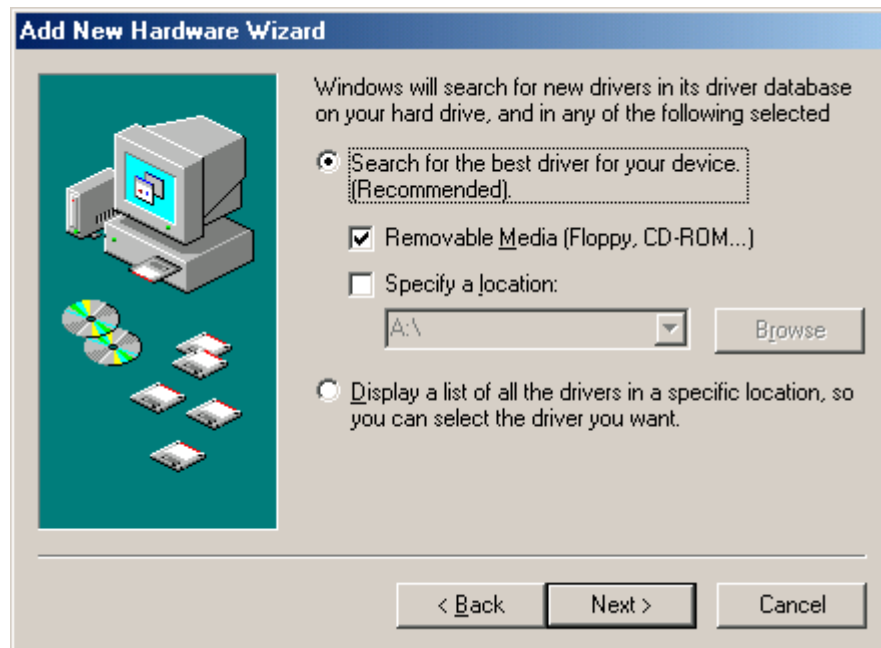 Add New Hardware Wizard
Windows will search for new drivers in its driver database
on your hard drive, and in any of the following selected
Search for the best driver for your device.
(Recommended).
Removable Media (Floppy, CD-ROM...)
Specify a location:
A:\
Browse
Display a list of all the drivers in a specific location, so
you can select the driver you want.
< Back
Next >
Cancel